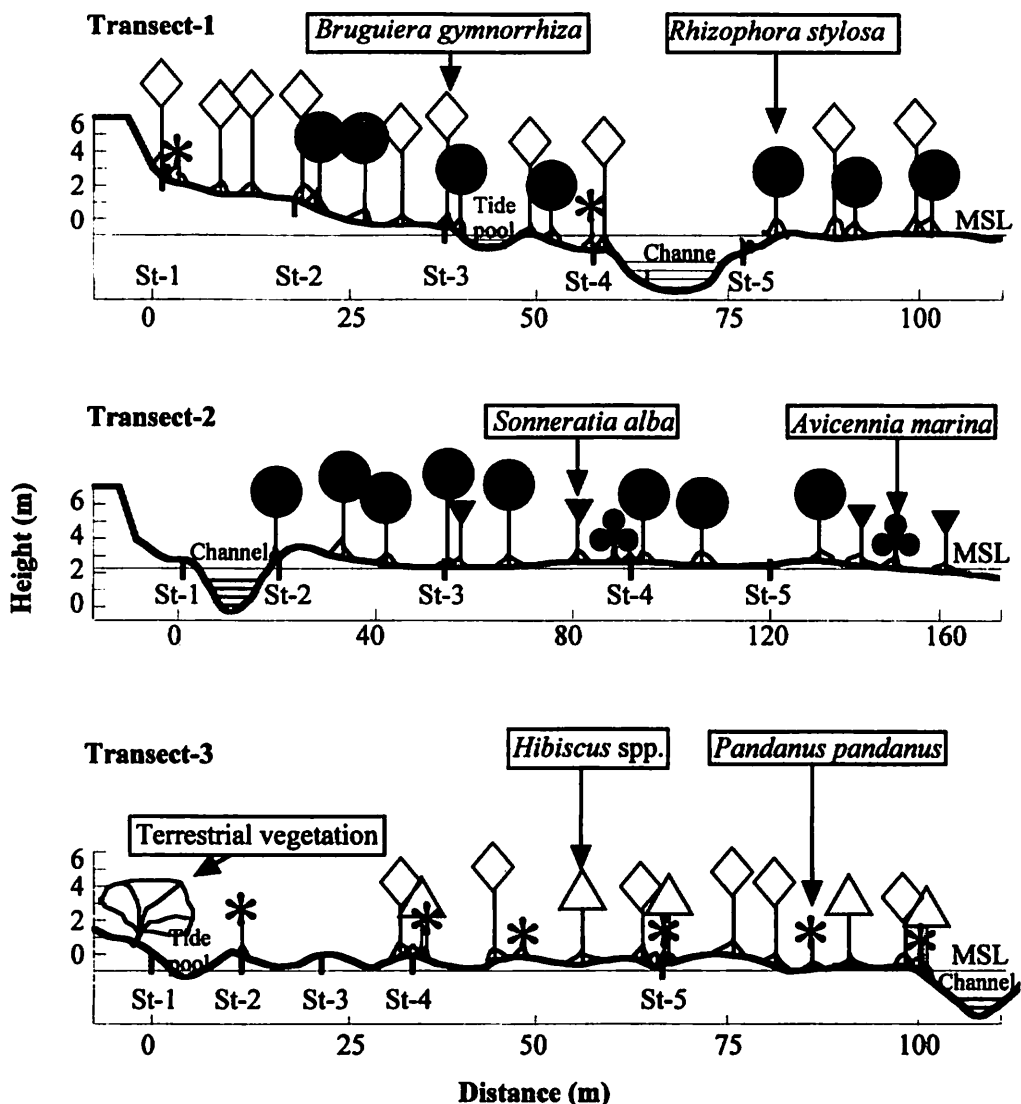 Transect-1
Bruguiera gymnorrhiza
Rhizophora stylosa
6
4
2
0
Tide
pool
Channe
MSL
St-1 St-2 St-3 St-4 St-5
0 25 50 75 100
Transect-2
Sonneratia alba
Avicennia marina
Height (m)
6
4
2
0
Channel
MSL
St-1 St-2 St-3 St-4 St-5
0 40 80 120 160
Transect-3
Hibiscus spp.
Pandanus pandanus
Terrestrial vegetation
6
4
2
0
Tide
pool
MSL
Channel
St-1 St-2 St-3 St-4 St-5
0 25 50 75 100
Distance (m)